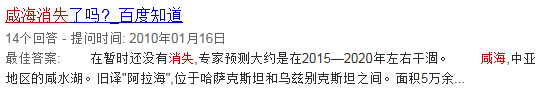 咸海消失了吗?_百度知道
14个回答 - 提问时间: 2010年01月16日
最佳答案: 在暂时还没有消失,专家预测大约是在2015—2020年左右干涸。 咸海,中亚
地区的咸水湖。旧译"阿拉海",位于哈萨克斯坦和乌兹别克斯坦之间。面积5万余...